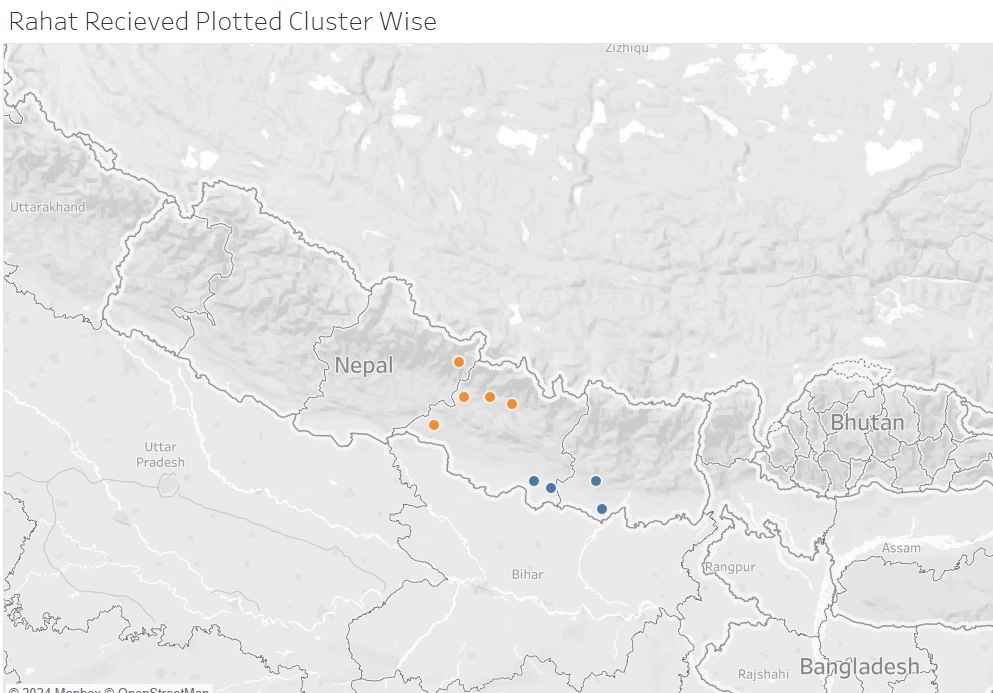 Rahat Recieved Plotted Cluster Wise
Zizhiqu
Uttarakhand
Nepal
Bhutan
Uttar
Pradesh
Assam
Rangpur
Bihar
Bangladesh
Rajshahi
© 2024 Mapbox © OpenStreetMap